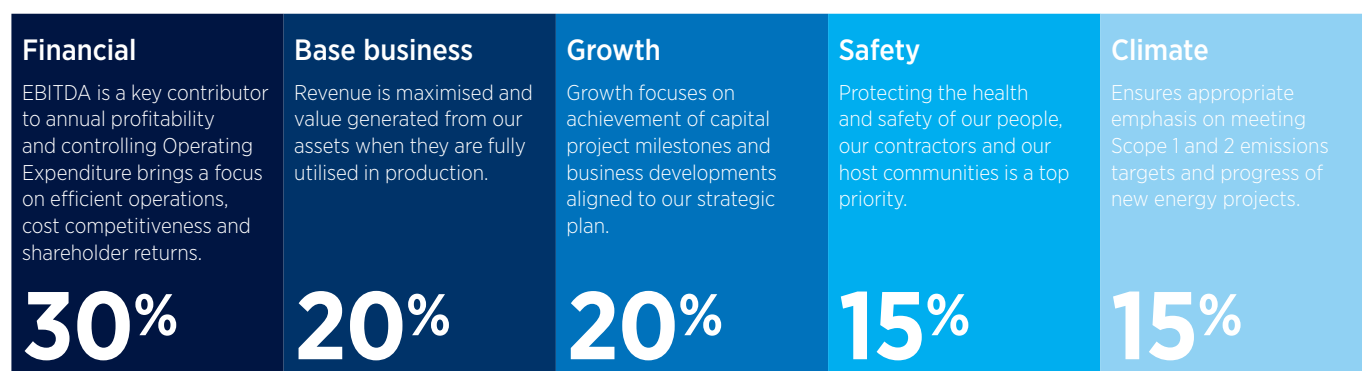 Financial
EBITDA is a key contributor
to annual profitability
and controlling Operating
Expenditure brings a focus
on efficient operations,
cost competitiveness and
shareholder returns.
30%
Base business
Revenue is maximised and
value generated from our
assets when they are fully
utilised in production.
20%
Growth
Growth focuses on
achievement of capital
project milestones and
business developments
aligned to our strategic
plan.
20%
Safety
Protecting the health
and safety of our people,
our contractors and our
host communities is a top
priority.
15%
Climate
Ensures appropriate
emphasis on meeting
Scope 1 and 2 emissions
targets and progress of
new energy projects.
15%